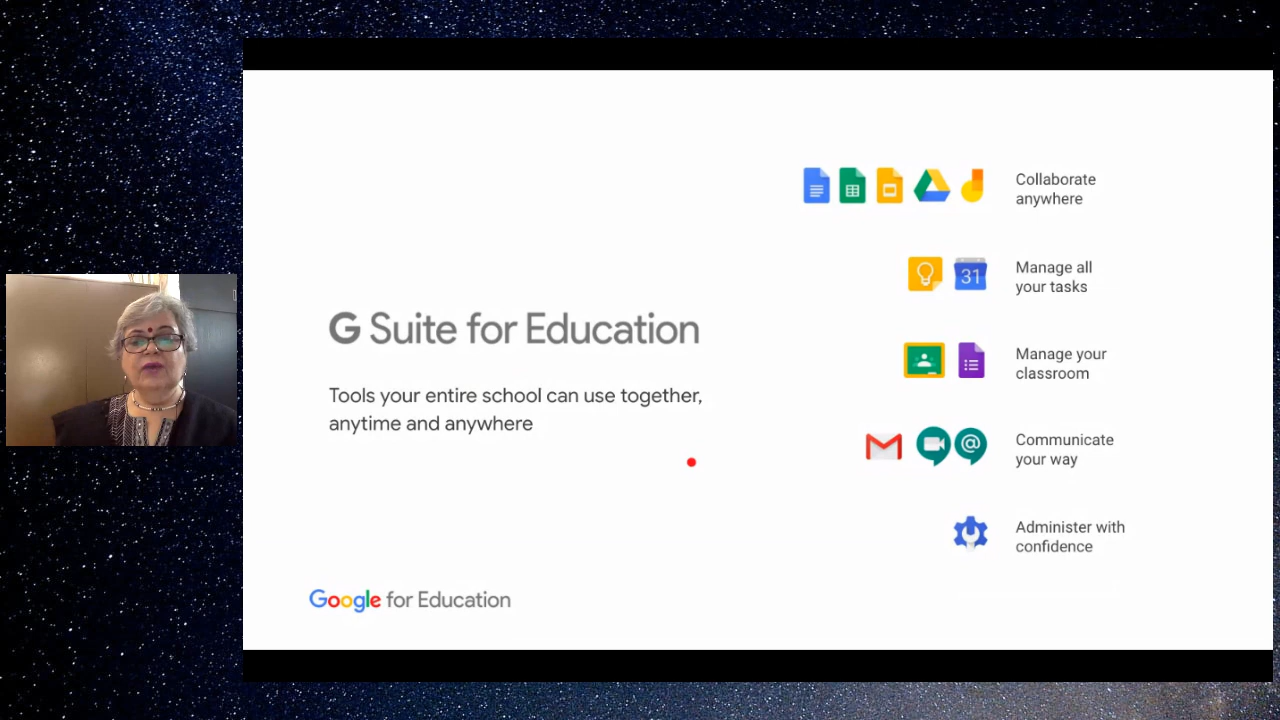 G Suite for Education
Tools your entire school can use together,
anytime and anywhere
Google for Education
Collaborate
anywhere
31
Manage all
your tasks
Manage your
classroom
@
Communicate
your way
Administer with
confidence